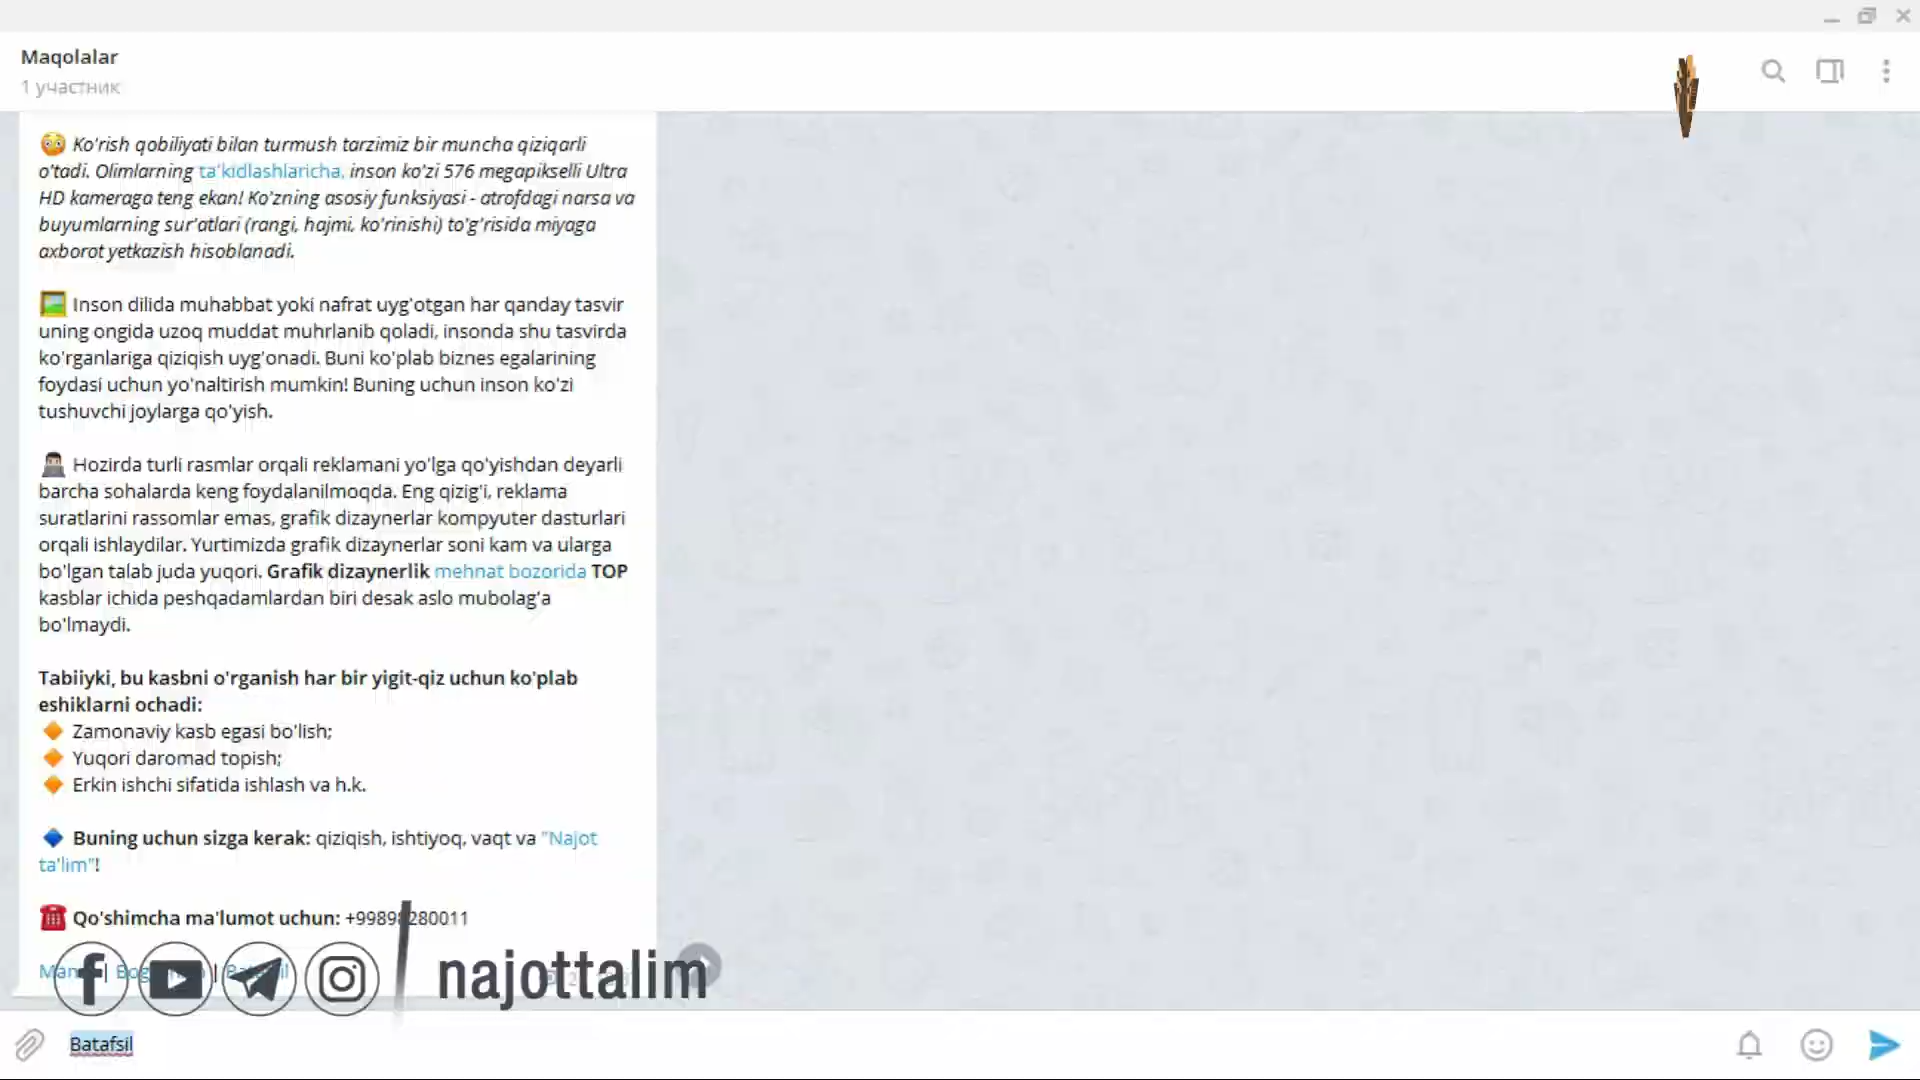 Maqolalar
1 участник
😳 Ko'rish qobiliyati bilan turmush tarzimiz bir muncha qiziqarli
o'tadi. Olimlarning ta'kidlashlaricha, inson ko'zi 576 megapikselli Ultra
HD kameraga teng ekan! Ko'zning asosiy funksiyasi - atrofdagi narsa va
buyumlarning sur'atlari (rangi, hajmi, ko'rinishi) to'g'risida miyaga
axborot yetkazish hisoblanadi.
🖼 Inson dilida muhabbat yoki nafrat uyg'otgan har qanday tasvir
uning ongida uzoq muddat muhrlanib qoladi, insonda shu tasvirda
ko'rganlariga qiziqish uyg'onadi. Buni ko'plab biznes egalarining
foydasi uchun yo'naltirish mumkin! Buning uchun inson ko'zi
tushuvchi joylarga qo'yish.
👨🏻‍💻 Hozirda turli rasmlar orqali reklamani yo'lga qo'yishdan deyarli
barcha sohalarda keng foydalanilmoqda. Eng qizig'i, reklama
suratlarini rassomlar emas, grafik dizaynerlar kompyuter dasturlari
orqali ishlaydilar. Yurtimizda grafik dizaynerlar soni kam va ularga
bo'lgan talab juda yuqori. Grafik dizaynerlik mehnat bozorida TOP
kasblar ichida peshqadamlardan biri desak aslo mubolag'a
bo'lmaydi.
Tabiiyki, bu kasbni o'rganish har bir yigit-qiz uchun ko'plab
eshiklarni ochadi:
🔶 Zamonaviy kasb egasi bo'lish;
🔶 Yuqori daromad topish;
🔶 Erkin ishchi sifatida ishlash va h.k.
🔷 Buning uchun sizga kerak: qiziqish, ishtiyoq, vaqt va "Najot
ta'lim"!
☎️ Qo'shimcha ma'lumot uchun:
najottalim
Batafsil